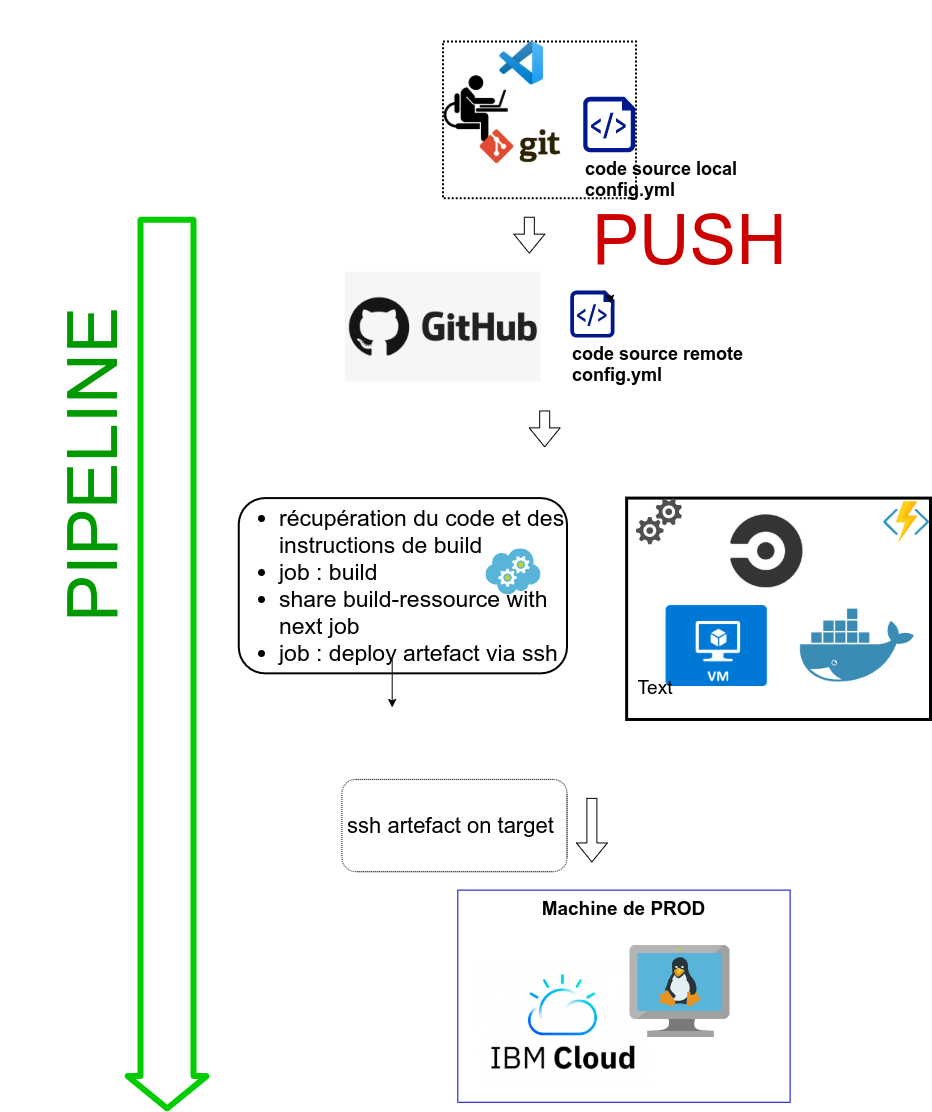 git
code source local
config.yml
PUSH
GitHub
code source remote
config.yml
PIPELINE
récupération du code et des
instructions de build
job : build
share build-ressource with
next job
job : deploy artefact via ssh
</>
</>
VM
Text
ssh artefact on target
Machine de PROD
IBM Cloud